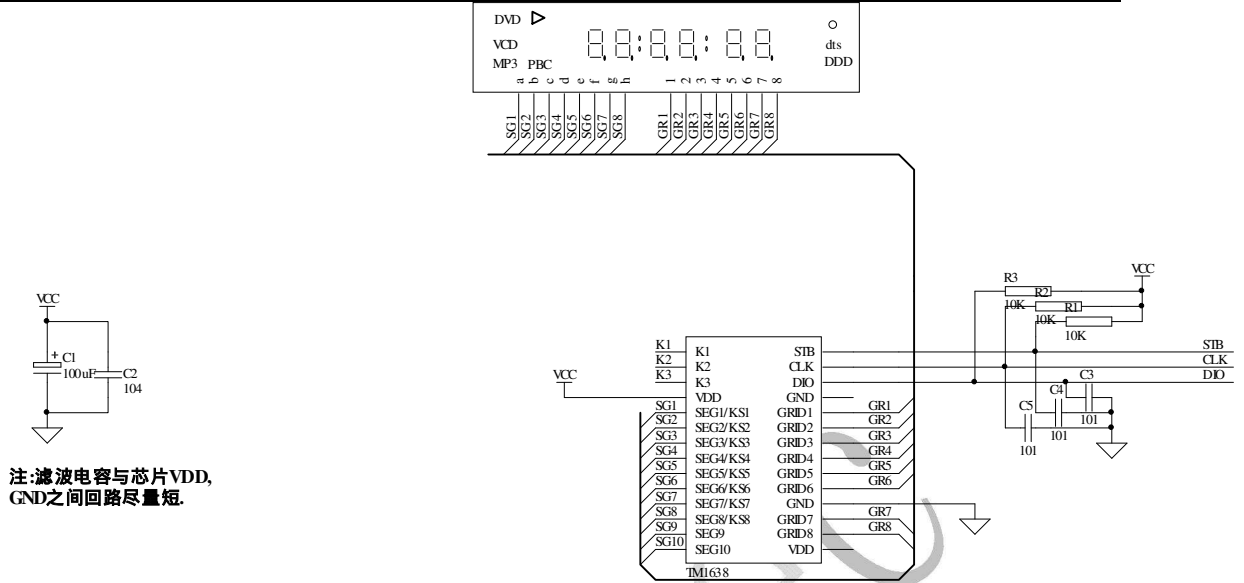 DVD
VCD
MP3 PBC
dts
DDD
a b c d e f g h
1 2 3 4 5 6 7 8
SG1 SG2 SG3 SG4 SG5 SG6 SG7 SG8
GR1 GR2 GR3 GR4 GR5 GR6 GR7 GR8
VCC
C1
100uF
C2
104
注:滤波电容与芯片VDD,
GND之间回路尽量短.
VCC
R3
10K
R2
10K
R1
10K
VCC
K1 K1 STB STB
K2 K2 CLK CLK
K3 K3 DIO DIO
VDD GND
SG1 SEG1/KS1 GRID1 GR1
SG2 SEG2/KS2 GRID2 GR2
SG3 SEG3/KS3 GRID3 GR3
SG4 SEG4/KS4 GRID4 GR4
SG5 SEG5/KS5 GRID5 GR5
SG6 SEG6/KS6 GRID6 GR6
SG7 SEG7/KS7 GND
SG8 SEG8/KS8 GRID7 GR7
SG9 SEG9 GRID8 GR8
SG10 SEG10 VDD
TM1638
C3
101
C4
101
C5
101